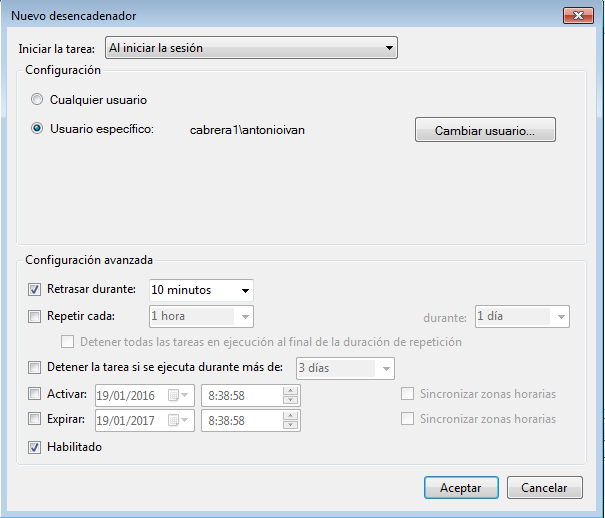 Nuevo desencadenador
Iniciar la tarea: Al iniciar la sesión
Configuración
Cualquier usuario
Usuario específico: cabrera1\antonioivan Cambiar usuario...
Configuración avanzada
Retrasar durante: 10 minutos
Repetir cada: 1 hora durante: 1 día
Detener todas las tareas en ejecución al final de la duración de repetición
Detener la tarea si se ejecuta durante más de: 3 días
Activar: 19/01/2016 8:38:58 Sincronizar zonas horarias
Expirar: 19/01/2017 8:38:58 Sincronizar zonas horarias
Habilitado
Aceptar Cancelar